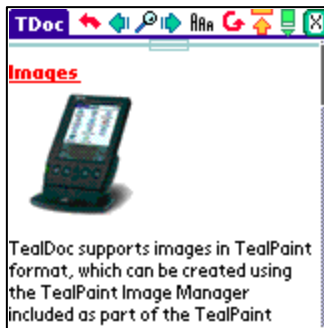 TDoc AAA
Images
TealDoc supports images in TealPaint
format, which can be created using
the TealPaint Image Manager
included as part of the TealPaint